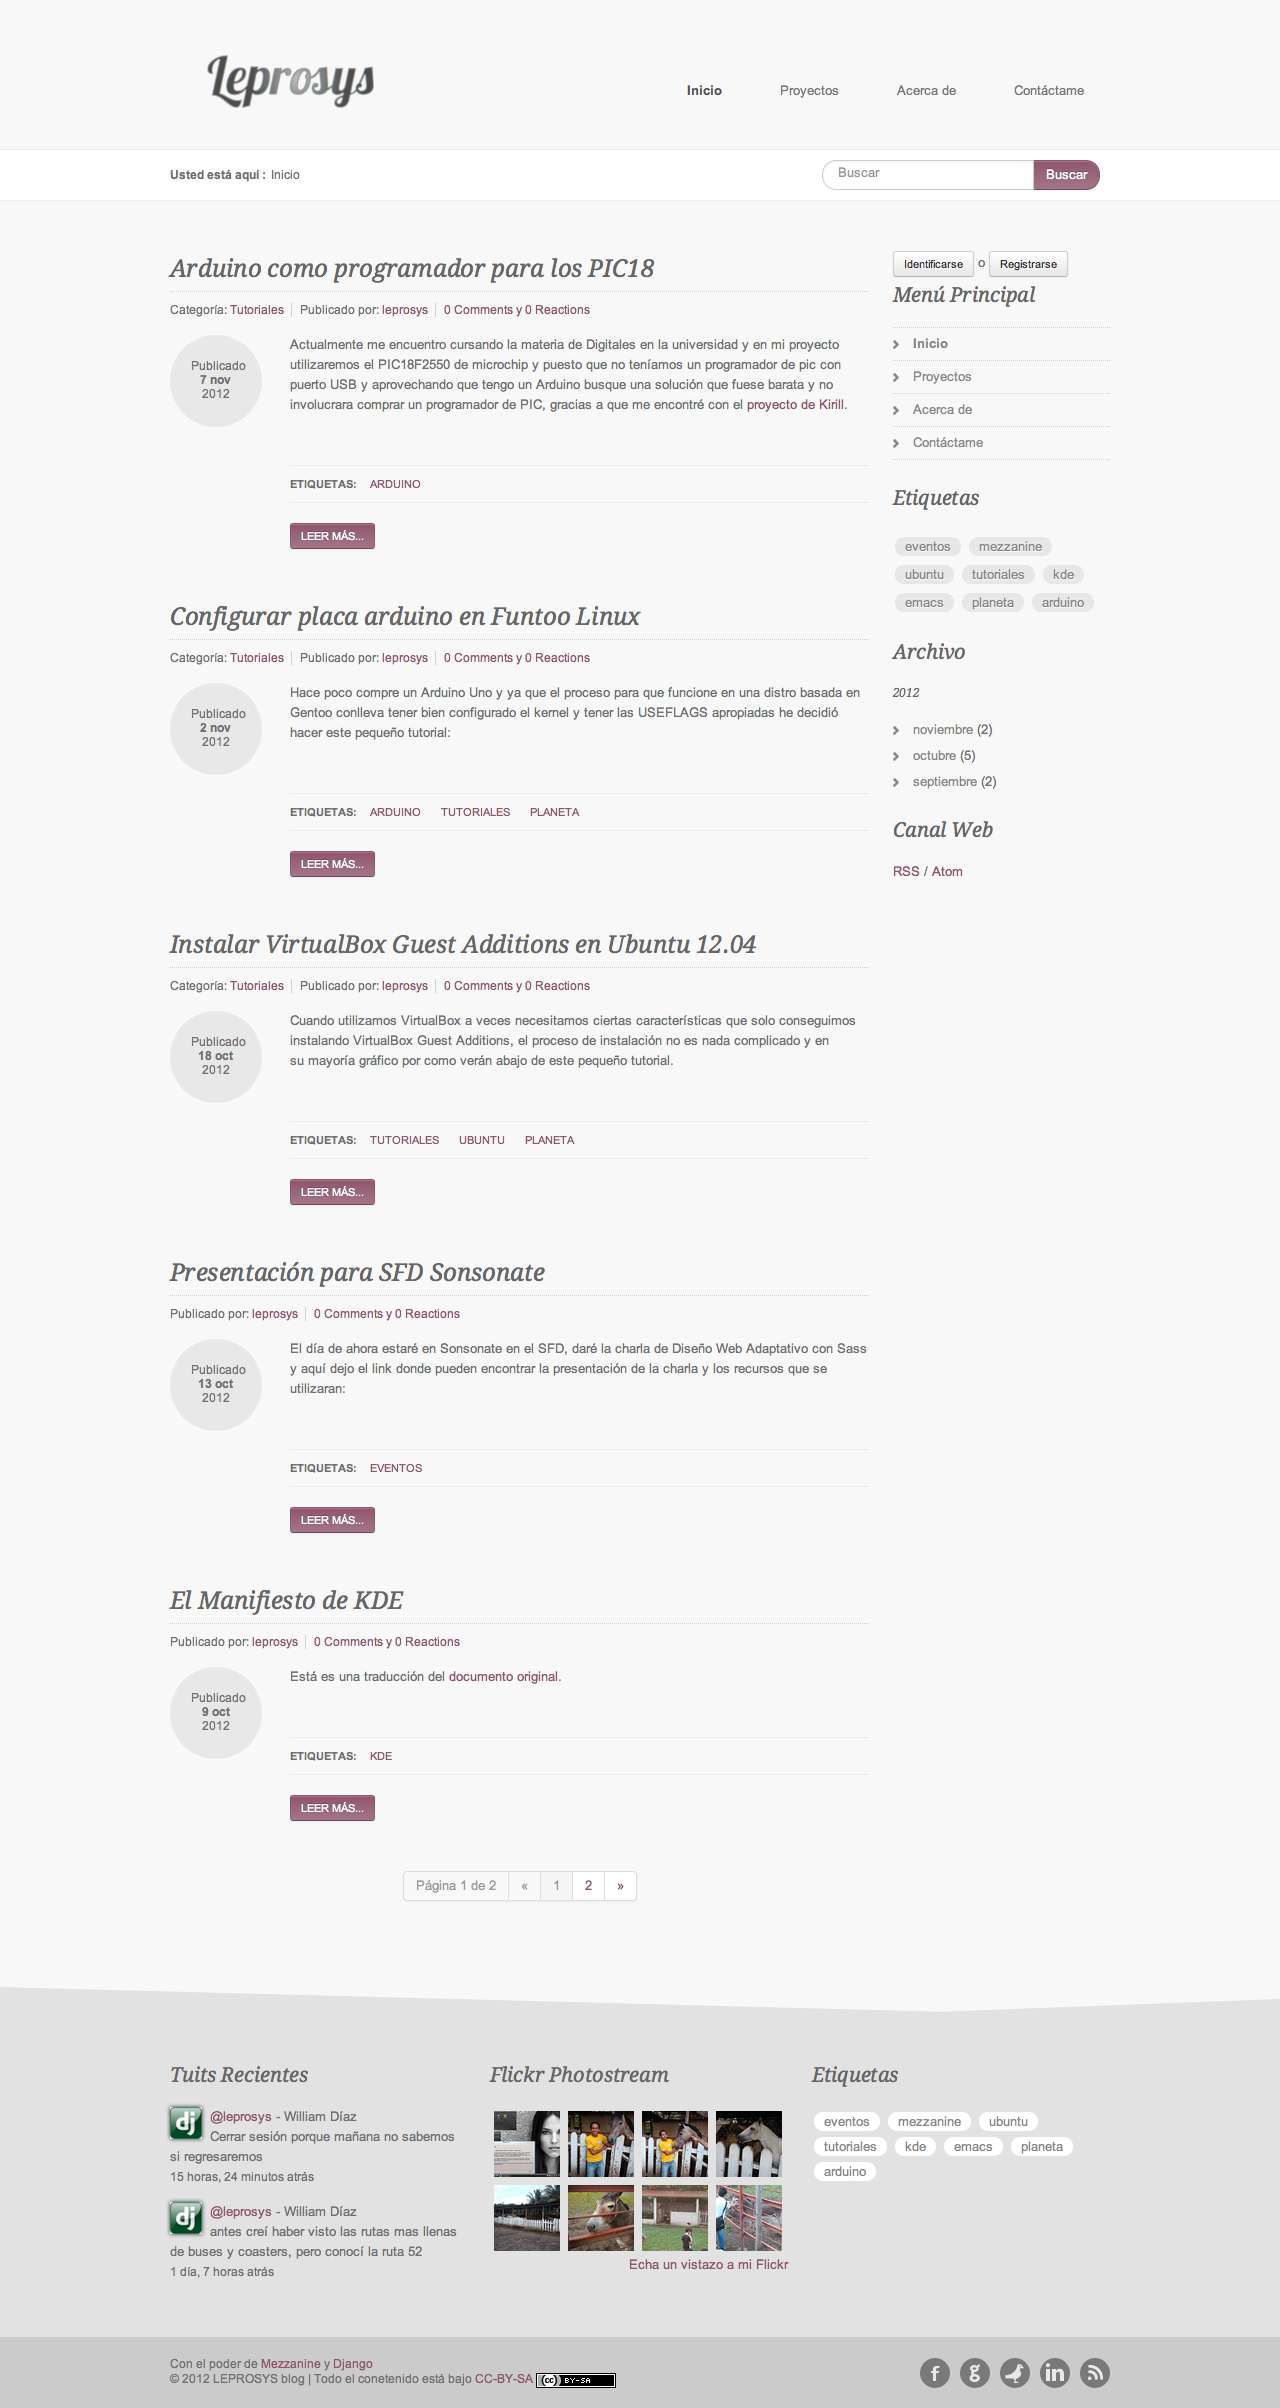 Leprosys
Inicio Proyectos Acerca de Contáctame
Usted está aquí : Inicio
Buscar Buscar
Arduino como programador para los PIC18
Categoría: Tutoriales Publicado por: leprosys 0 Comments y 0 Reactions
Publicado
7 nov
2012
Actualmente me encuentro cursando la materia de Digitales en la universidad y en mi proyecto
utilizaremos el PIC18F2550 de microchip y puesto que no teníamos un programador de pic con
puerto USB y aprovechando que tengo un Arduino busque una solución que fuese barata y no
involucrara comprar un programador de PIC, gracias a que me encontré con el proyecto de Kirill.
ETIQUETAS: ARDUINO
LEER MÁS...
Configurar placa arduino en Funtoo Linux
Categoría: Tutoriales Publicado por: leprosys 0 Comments y 0 Reactions
Publicado
2 nov
2012
Hace poco compre un Arduino Uno y ya que el proceso para que funcione en una distro basada en
Gentoo conlleva tener bien configurado el kernel y tener las USEFLAGS apropiadas he decidió
hacer este pequeño tutorial:
ETIQUETAS: ARDUINO TUTORIALES PLANETA
LEER MÁS...
Instalar VirtualBox Guest Additions en Ubuntu 12.04
Categoría: Tutoriales Publicado por: leprosys 0 Comments y 0 Reactions
Publicado
18 oct
2012
Cuando utilizamos VirtualBox a veces necesitamos ciertas características que solo conseguimos
instalando VirtualBox Guest Additions, el proceso de instalación no es nada complicado y en
su mayoría gráfico por como verán abajo de este pequeño tutorial.
ETIQUETAS: TUTORIALES UBUNTU PLANETA
LEER MÁS...
Presentación para SFD Sonsonate
Publicado por: leprosys 0 Comments y 0 Reactions
Publicado
13 oct
2012
El día de ahora estaré en Sonsonate en el SFD, daré la charla de Diseño Web Adaptativo con Sass
y aquí dejo el link donde pueden encontrar la presentación de la charla y los recursos que se
utilizaran:
ETIQUETAS: EVENTOS
LEER MÁS...
El Manifiesto de KDE
Publicado por: leprosys 0 Comments y 0 Reactions
Publicado
9 oct
2012
Está es una traducción del documento original.
ETIQUETAS: KDE
LEER MÁS...
Página 1 de 2 « 1 2 »
Identificarse o Registrarse
Menú Principal
Inicio
Proyectos
Acerca de
Contáctame
Etiquetas
eventos mezzanine
ubuntu tutoriales kde
emacs planeta arduino
Archivo
2012
noviembre (2)
octubre (5)
septiembre (2)
Canal Web
RSS / Atom
Tuits Recientes
dj @leprosys - William Díaz
Cerrar sesión porque mañana no sabemos
si regresaremos
15 horas, 24 minutos atrás
dj @leprosys - William Díaz
antes creí haber visto las rutas mas llenas
de buses y coasters, pero conocí la ruta 52
1 día, 7 horas atrás
Flickr Photostream
Echa un vistazo a mi Flickr
Etiquetas
eventos mezzanine ubuntu
tutoriales kde emacs planeta
arduino
Con el poder de Mezzanine y Django
© 2012 LEPROSYS blog | Todo el conetenido está bajo CC-BY-SA cc BY-SA
f g in